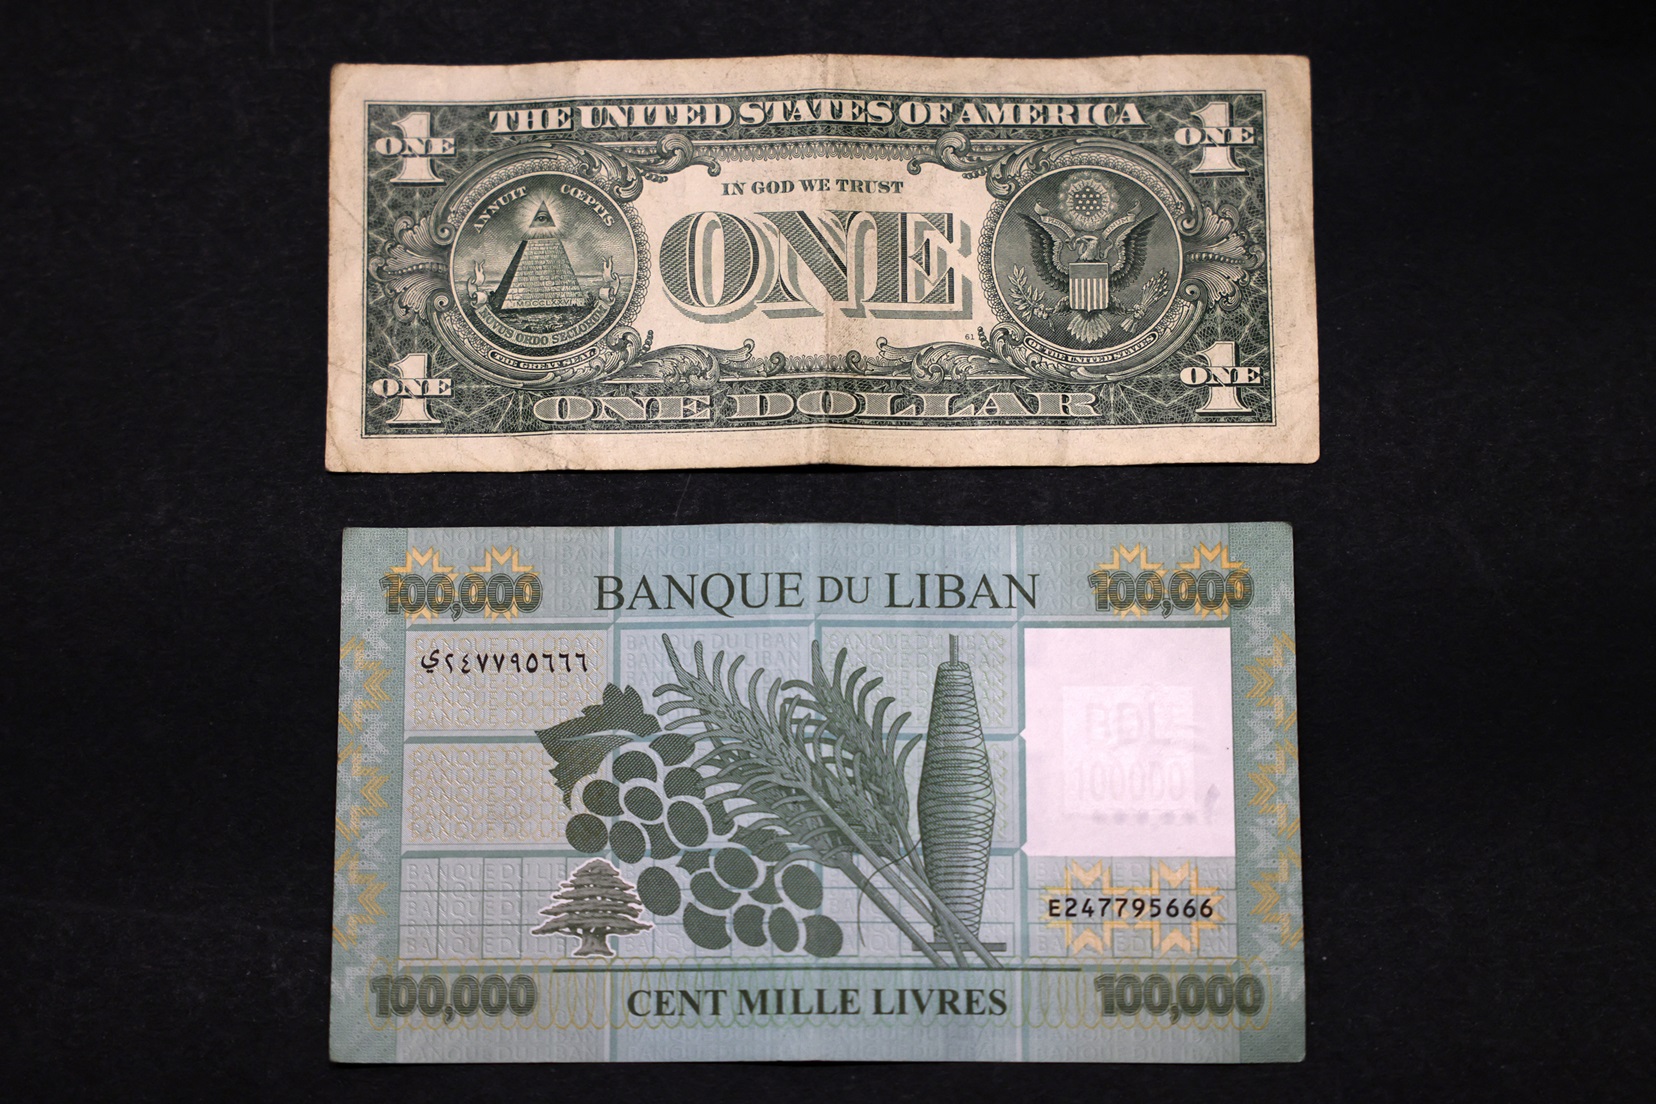 THE UNITED STATES OF AMERICA
1 ONE
1 ONE
ANNUIT CŒPTIS
IN GOD WE TRUST
ONE
NOVUS ORDO SECLORUM
THE GREAT SEAL
OF THE UNITED STATES
61
1 ONE
1 ONE
ONE DOLLAR
100,000
BANQUE DU LIBAN
100,000
ي٢٤٧٧٩٥٦٦٦
BDL
100000
E247795666
100,000
CENT MILLE LIVRES
100,000